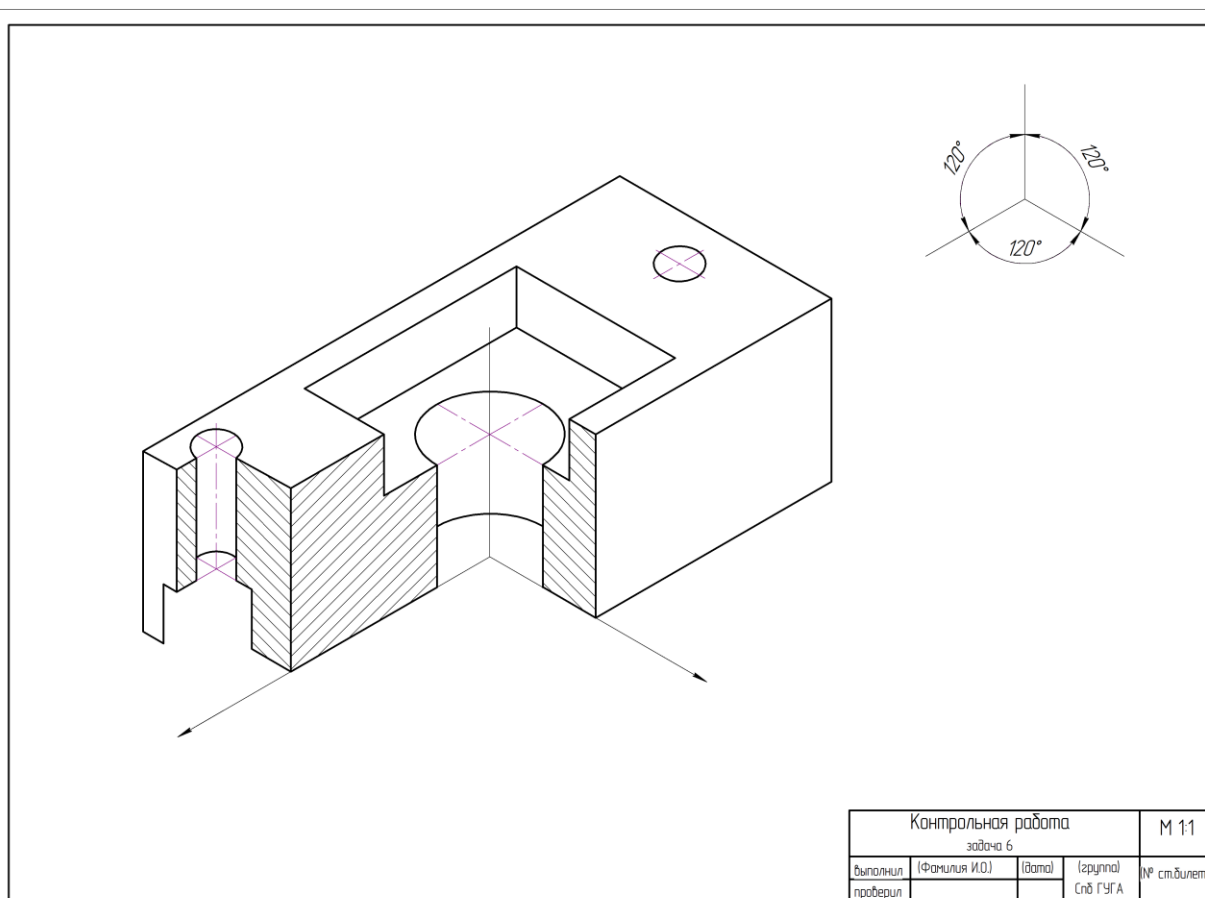 120°
120°
120°
Контрольная работа
задача 6
М 1:1
выполнил
(Фамилия И.О.)
(дата)
(группа)
(№ ст.билет
проверил
Спб ГУГА